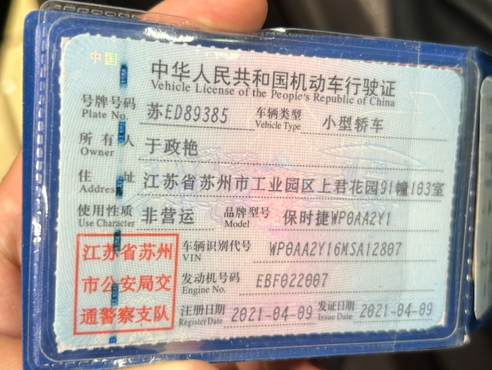 中国
中华人民共和国机动车行驶证
Vehicle License of the People's Republic of China
号牌号码 苏ED89385 车辆类型 小型轿车
Plate No. Vehicle Type
所有人 于政艳
Owner
住址 江苏省苏州市工业园区上君花园91幢103室
Address
使用性质 非营运 品牌型号 保时捷WP0AA2Y1
Use Character Model
江苏省苏州 车辆识别代号 WP0AA2Y16MSA12807
VIN
市公安局交 发动机号码 EBF022007
Engine No.
通警察支队 注册日期 2021-04-09 发证日期 2021-04-09
Register Date Issue Date